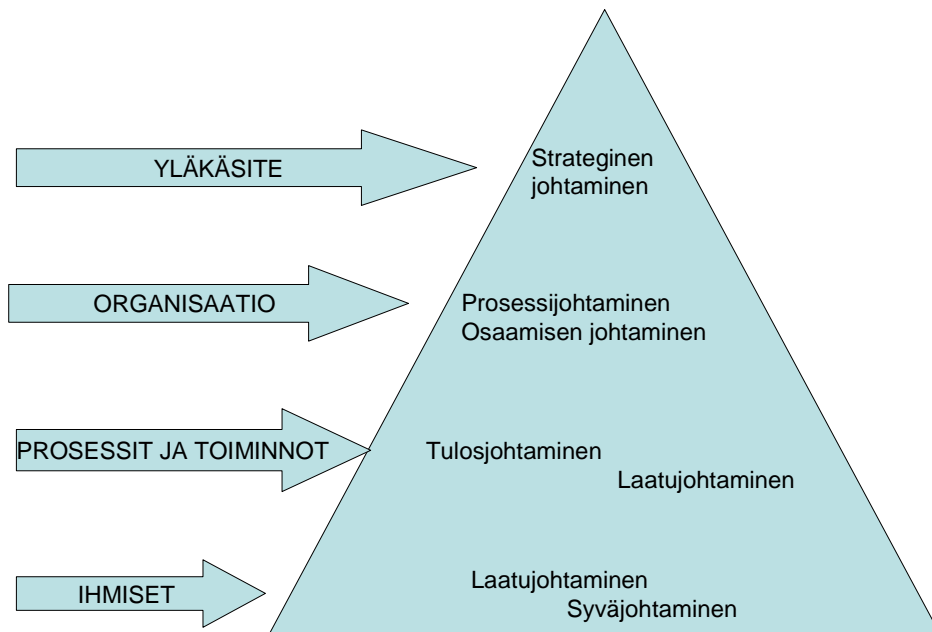 YLÄKÄSITE
Strateginen
johtaminen
ORGANISAATIO
Prosessijohtaminen
Osaamisen johtaminen
PROSESSIT JA TOIMINNOT
Tulosjohtaminen
Laatujohtaminen
IHMISET
Laatujohtaminen
Syväjohtaminen